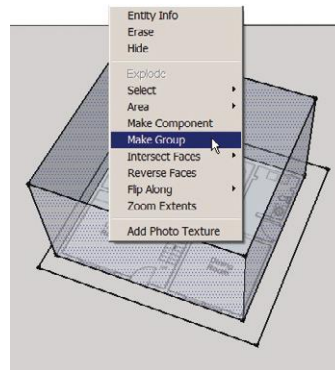 Entity Info
Erase
Hide
Explode
Select
Area
Make Component
Make Group
Intersect Faces
Reverse Faces
Flip Along
Zoom Extents
Add Photo Texture